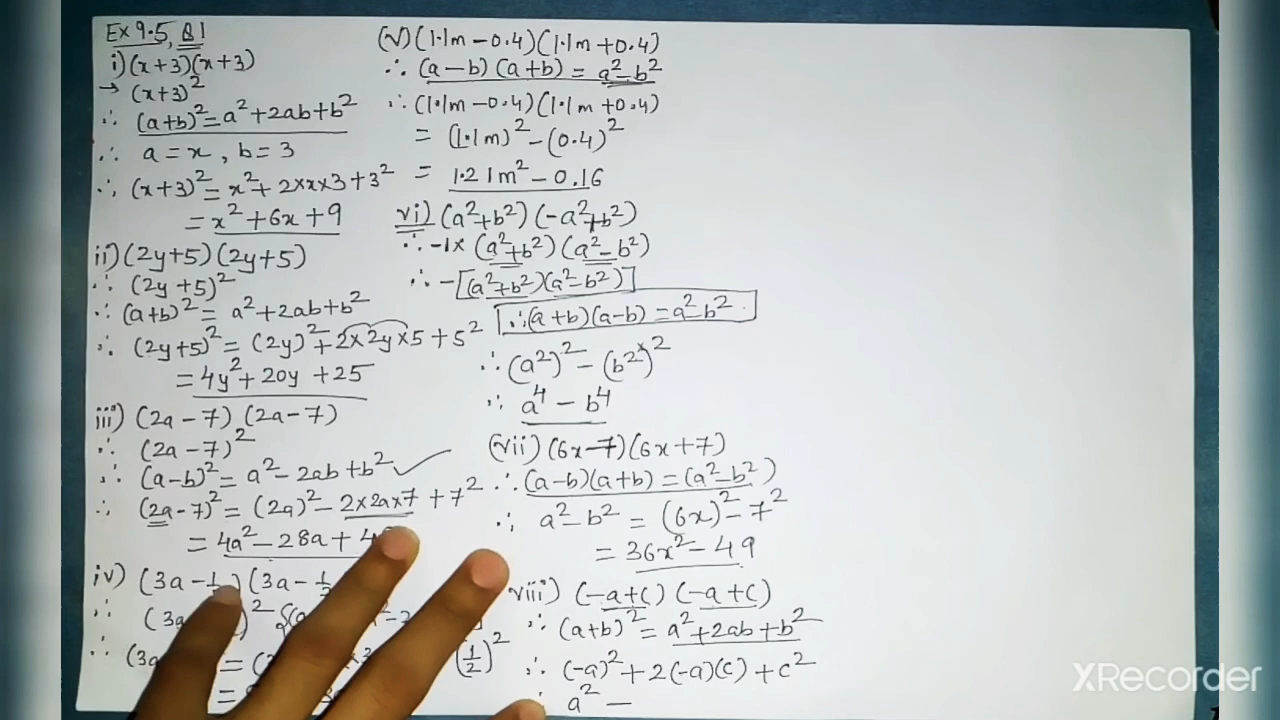 Ex 9.5, Q1
i) (x+3)(x+3)
→ (x+3)²
∴ (a+b)² = a²+2ab+b²
∴ a = x, b = 3
∴ (x+3)² = x²+2×x×3+3²
= x²+6x+9
ii) (2y+5)(2y+5)
∴ (2y+5)²
∴ (a+b)² = a²+2ab+b²
∴ (2y+5)² = (2y)²+2×2y×5+5²
= 4y²+20y+25
iii) (2a-7)(2a-7)
∴ (2a-7)²
∴ (a-b)² = a²-2ab+b²
∴ (2a-7)² = (2a)²-2×2a×7+7²
= 4a²-28a+4
iv) (3a-1/2)(3a-1/
∴ (3a
∴ (3a = (1/2)²
=
(v) (1.1m-0.4)(1.1m+0.4)
∴ (a-b)(a+b) = a²-b²
∴ (1.1m-0.4)(1.1m+0.4)
= (1.1m)²-(0.4)²
= 1.21m²-0.16
vi) (a²+b²)(-a²+b²)
∴ -1×(a²+b²)(a²-b²)
∴ -[(a²+b²)(a²-b²)]
∴ (a+b)(a-b) = a²-b²
∴ (a²)²-(b²)²
∴ a⁴-b⁴
(vii) (6x-7)(6x+7)
∴ (a-b)(a+b) = (a²-b²)
∴ a²-b² = (6x)²-7²
= 36x²-49
viii) (-a+c)(-a+c)
∴ (a+b)² = a²+2ab+b²
∴ (-a)²+2(-a)(c)+c²
∴ a² -
XRecorder